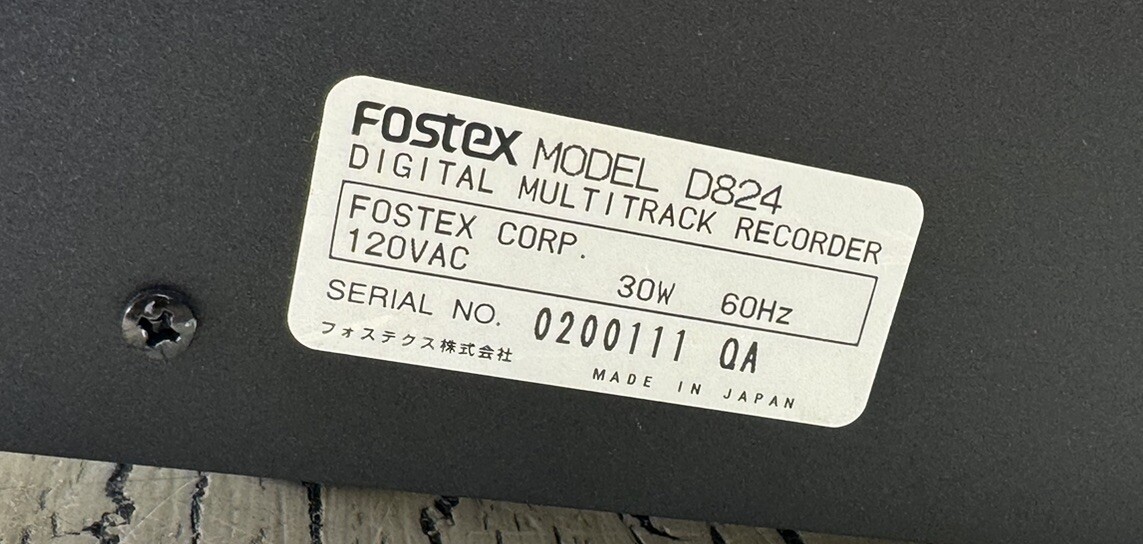 FOSTEX MODEL D824
DIGITAL MULTITRACK RECORDER
FOSTEX CORP.
120VAC 30W 60Hz
SERIAL NO. 0200111 QA
フォステクス株式会社
MADE IN JAPAN